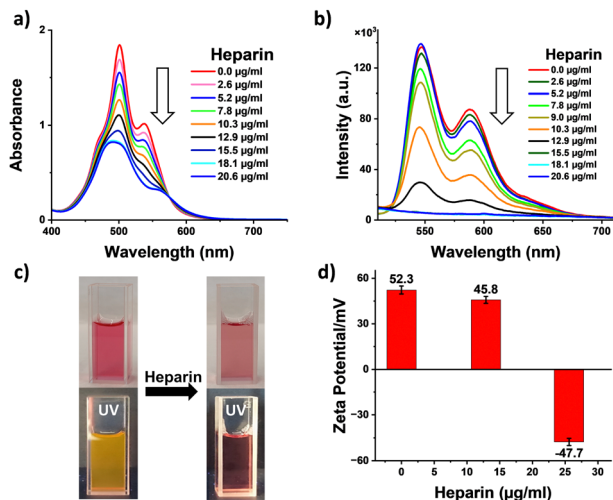 a)
Heparin
0.0 µg/ml
2.6 µg/ml
5.2 µg/ml
7.8 µg/ml
10.3 µg/ml
12.9 µg/ml
15.5 µg/ml
18.1 µg/ml
20.6 µg/ml
Absorbance
2
1
0
400 500 600 700
Wavelength (nm)
b)
×10³
Heparin
0.0 µg/ml
2.6 µg/ml
5.2 µg/ml
7.8 µg/ml
9.0 µg/ml
10.3 µg/ml
12.9 µg/ml
15.5 µg/ml
18.1 µg/ml
20.6 µg/ml
Intensity (a.u.)
120
80
40
0
550 600 650 700
Wavelength (nm)
c)
Heparin
UV
UV
d)
52.3
45.8
-47.7
Zeta Potential/mV
60
30
0
−30
−60
0 5 10 15 20 25 30
Heparin (µg/ml)